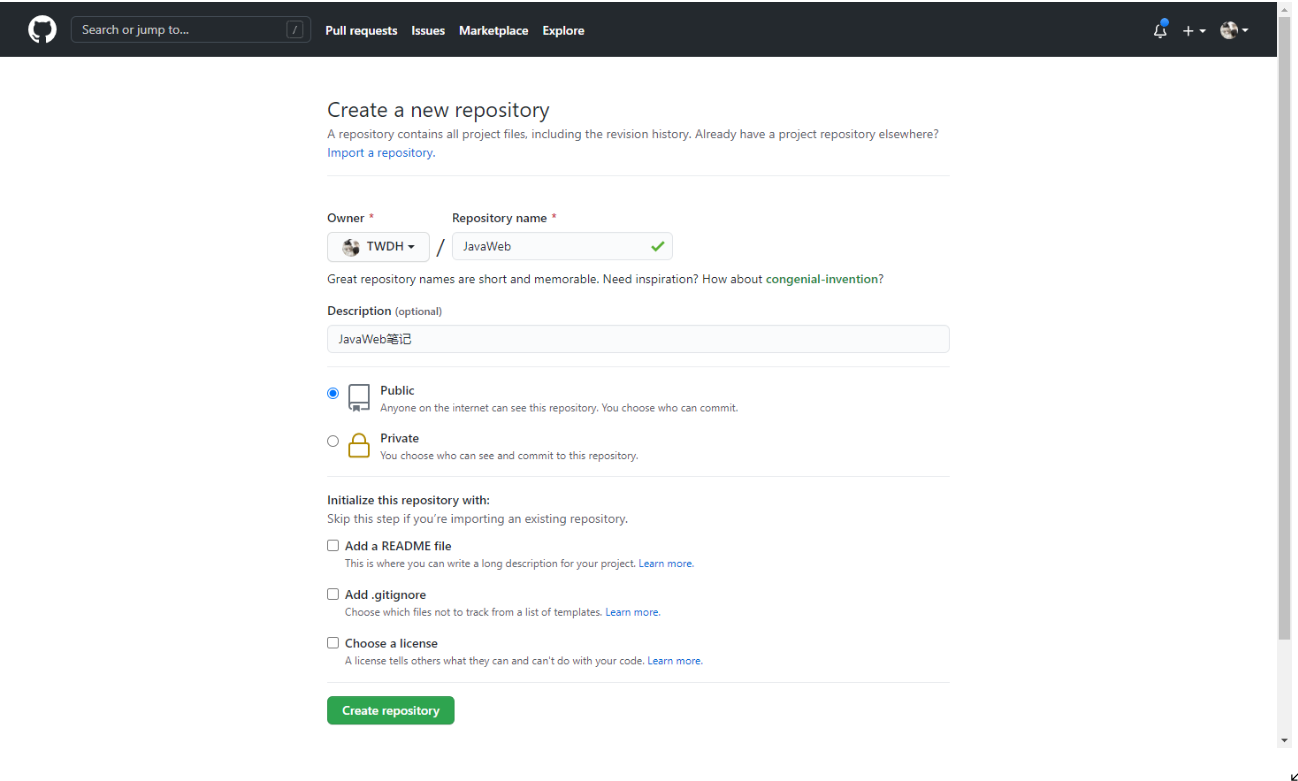 Search or jump to... /
Pull requests Issues Marketplace Explore
Create a new repository
A repository contains all project files, including the revision history. Already have a project repository elsewhere?
Import a repository.
Owner * Repository name *
TWDH / JavaWeb
Great repository names are short and memorable. Need inspiration? How about congenial-invention?
Description (optional)
JavaWeb笔记
Public
Anyone on the internet can see this repository. You choose who can commit.
Private
You choose who can see and commit to this repository.
Initialize this repository with:
Skip this step if you’re importing an existing repository.
Add a README file
This is where you can write a long description for your project. Learn more.
Add .gitignore
Choose which files not to track from a list of templates. Learn more.
Choose a license
A license tells others what they can and can't do with your code. Learn more.
Create repository